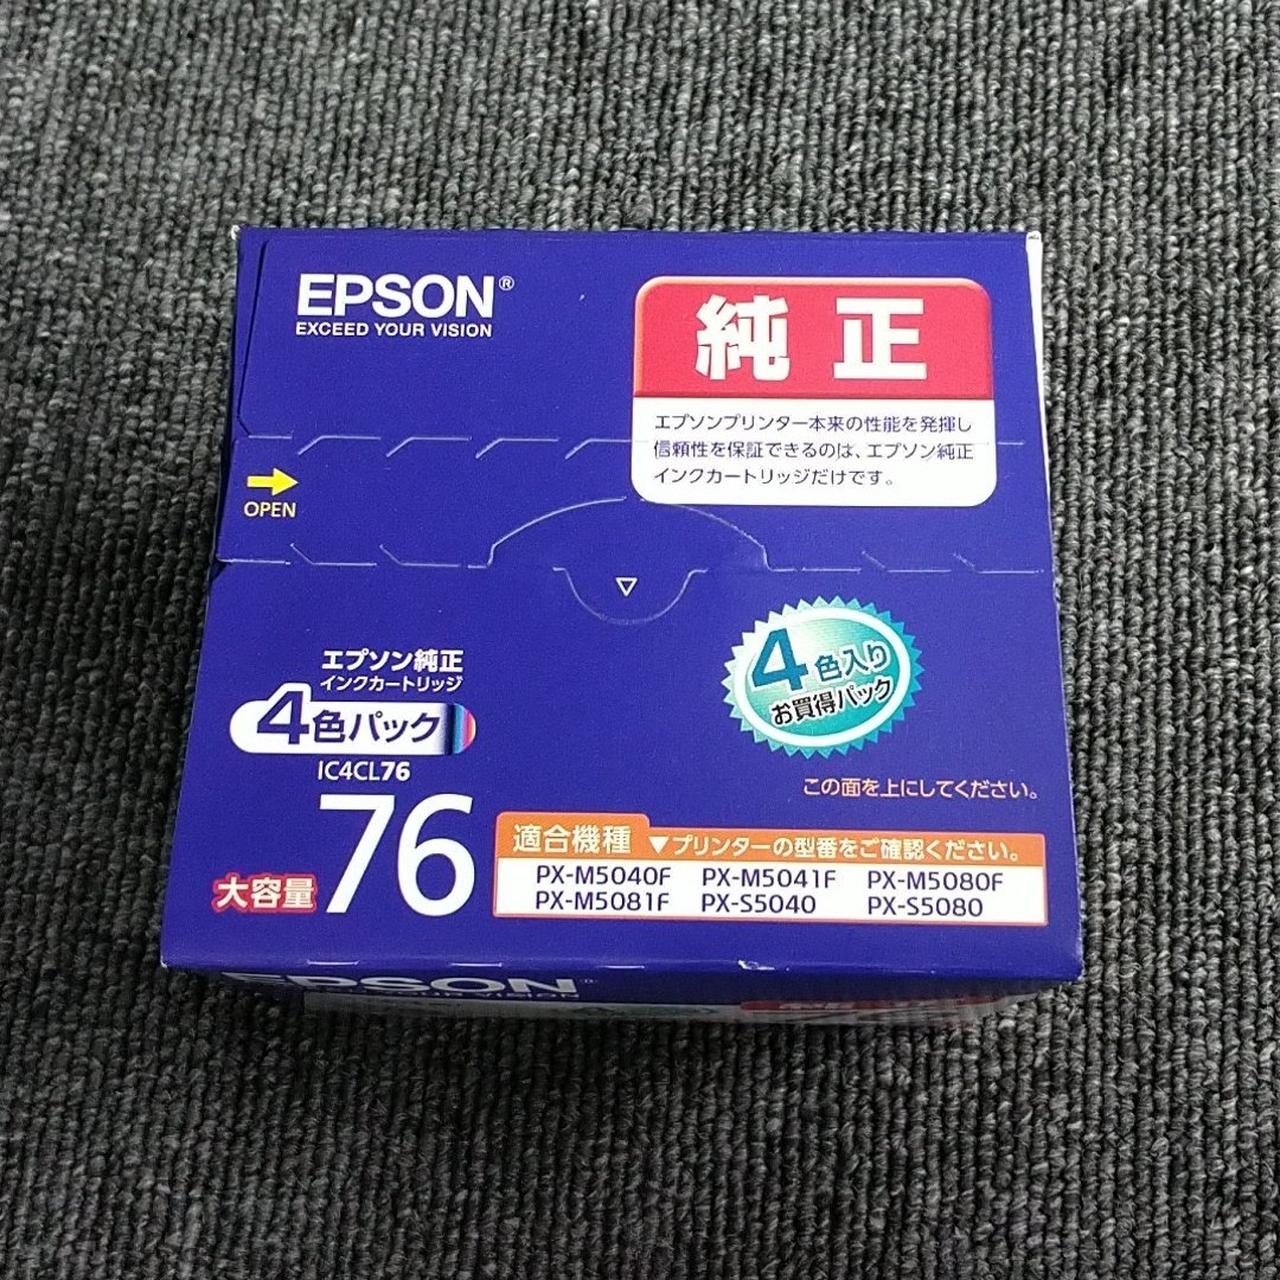 EPSON®
EXCEED YOUR VISION
純正
エプソンプリンター本来の性能を発揮し
信頼性を保証できるのは、エプソン純正
インクカートリッジだけです。
OPEN
エプソン純正
インクカートリッジ
4色パック
IC4CL76
大容量 76
4色入り
お買得パック
この面を上にしてください。
適合機種 ▼プリンターの型番をご確認ください。
PX-M5040F PX-M5041F PX-M5080F
PX-M5081F PX-S5040 PX-S5080
EPSON
YOUR VISION